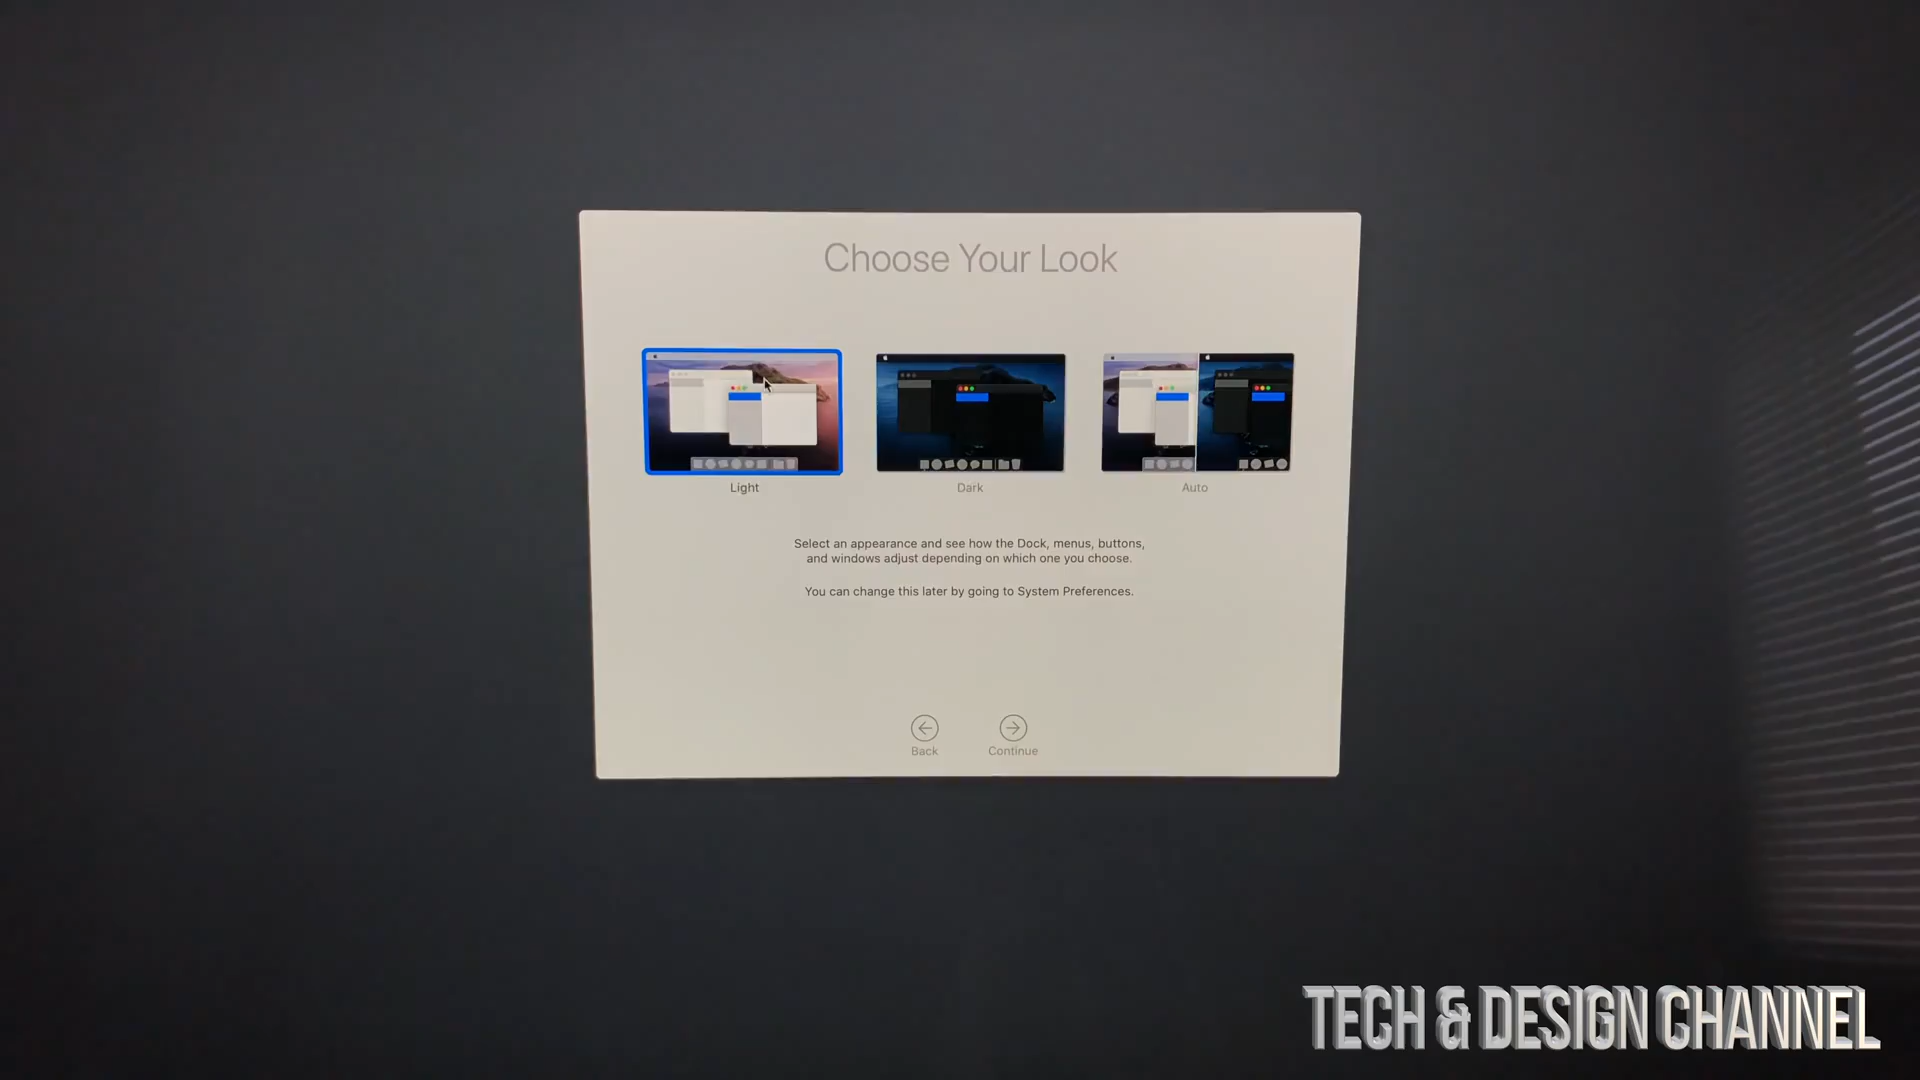 Choose Your Look
Light
Dark
Auto
Select an appearance and see how the Dock, menus, buttons,
and windows adjust depending on which one you choose.
You can change this later by going to System Preferences.
Back
Continue
TECH & DESIGN CHANNEL